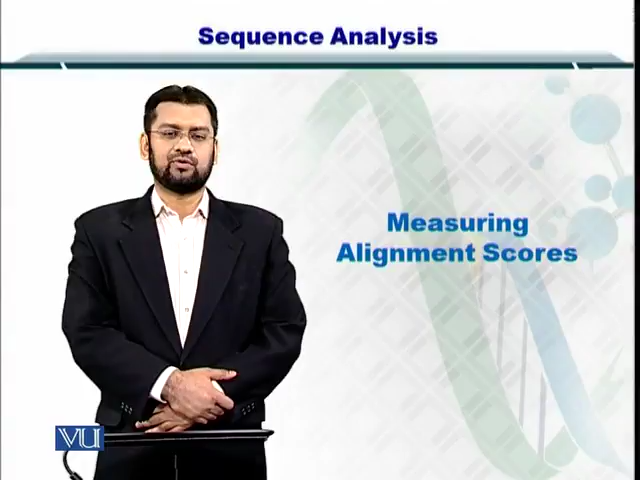 Sequence Analysis
Measuring
Alignment Scores
VU